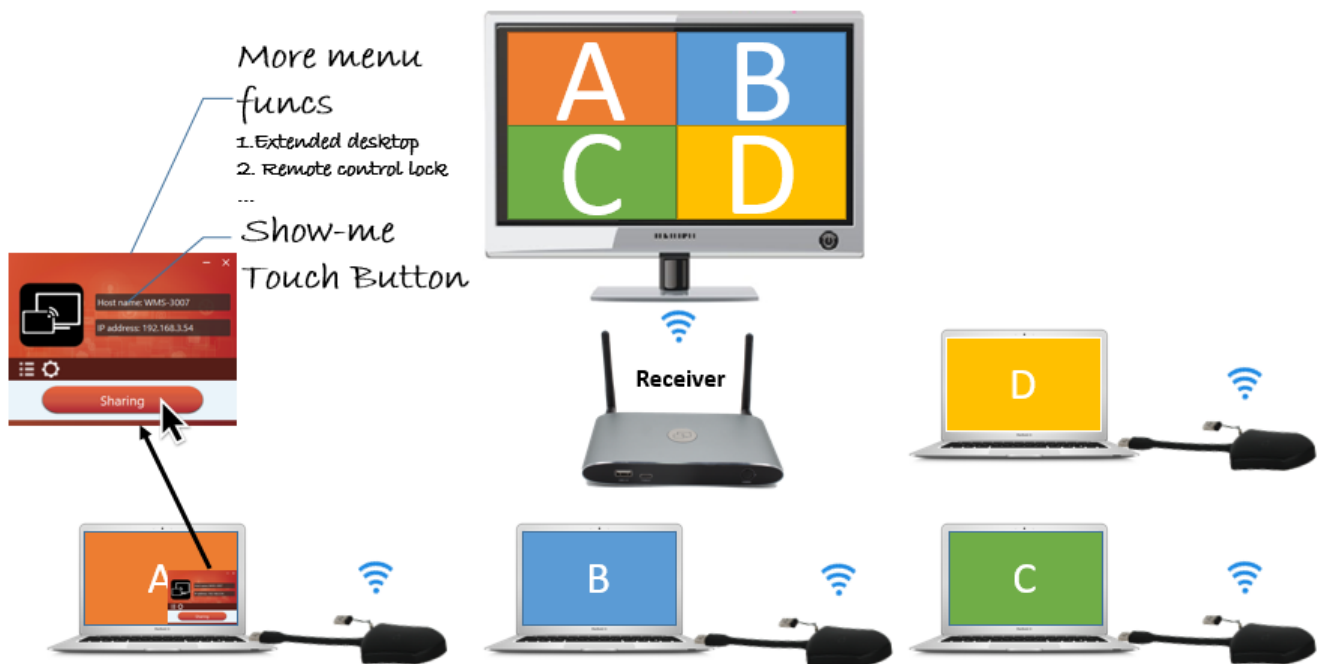 More menu
funcs
1.Extended desktop
2. Remote control lock
...
Show-me
Touch Button
A
B
C
D
Host name: WMS-3007
IP address: 192.168.3.54
Sharing
Receiver
D
A
Sharing
B
C